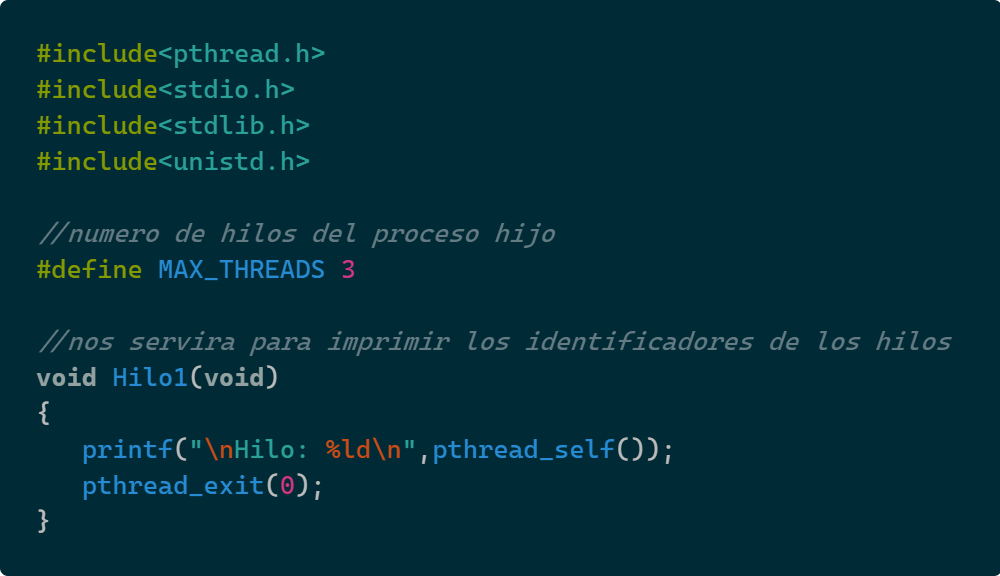 #include<pthread.h>
#include<stdio.h>
#include<stdlib.h>
#include<unistd.h>
//numero de hilos del proceso hijo
#define MAX_THREADS 3
//nos servira para imprimir los identificadores de los hilos
void Hilo1(void)
{
printf("\nHilo: %ld\n",pthread_self());
pthread_exit(0);
}